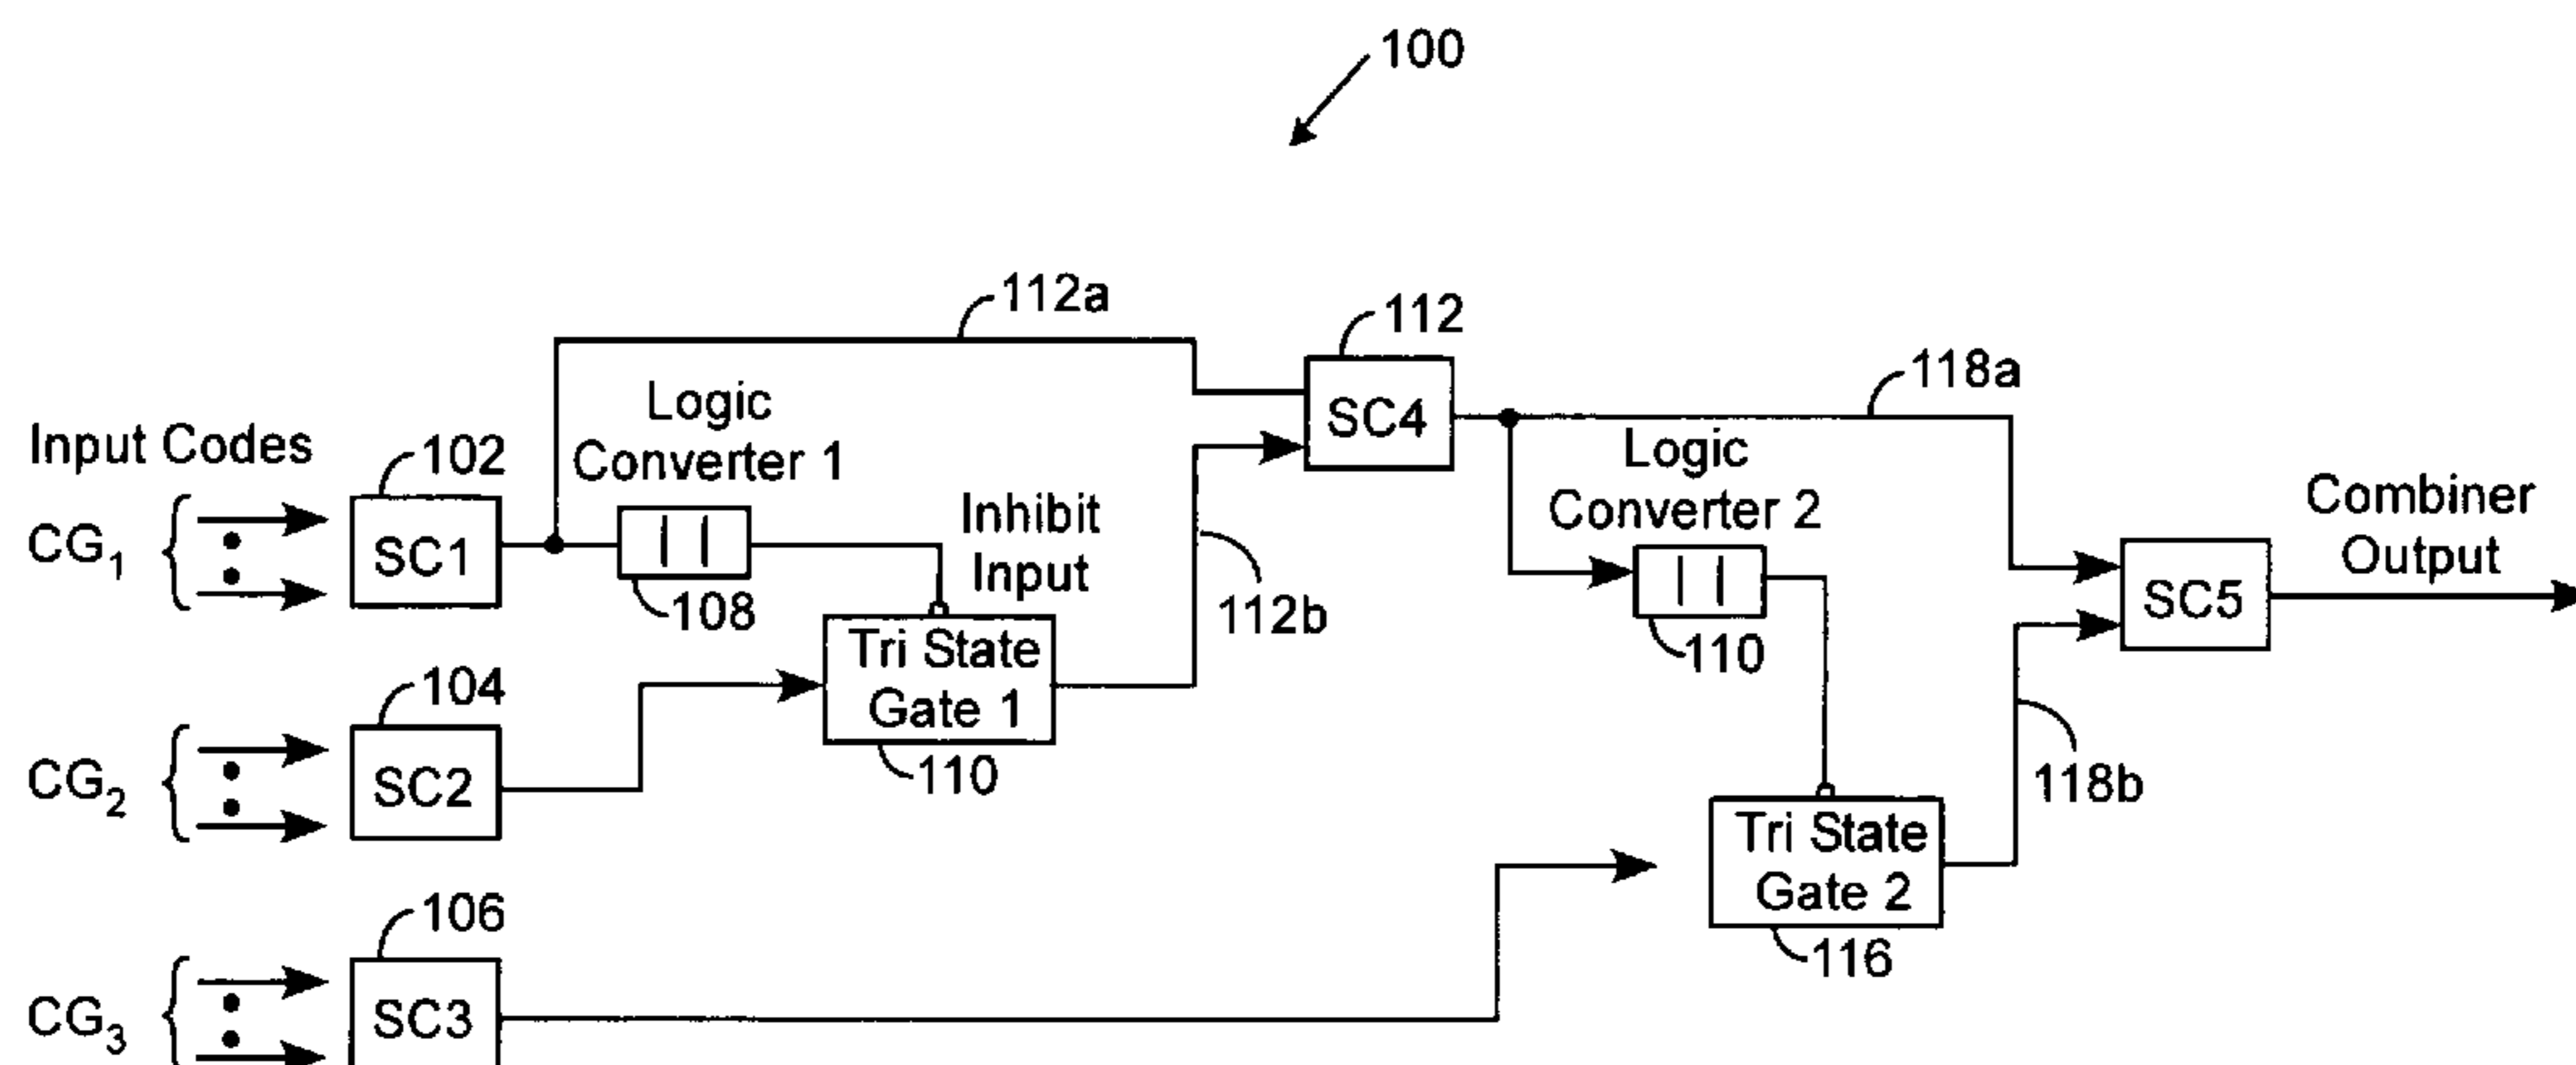 100
112a
112
118a
Logic
Converter 1
Input Codes
102
SC4
Logic
Converter 2
Combiner
Output
CG1
SC1
Inhibit
Input
108
112b
110
SC5
104
Tri State
Gate 1
110
CG2
SC2
118b
Tri State
Gate 2
116
106
CG3
SC3